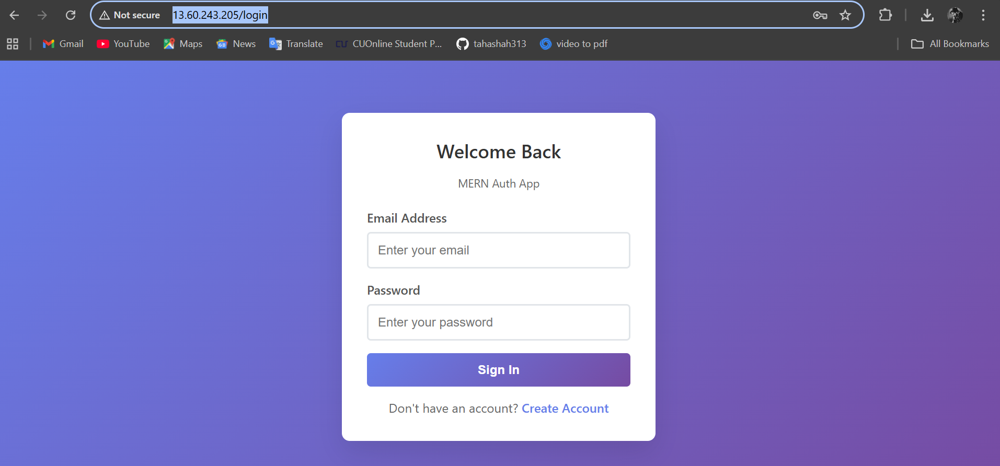 Not secure 13.60.243.205/login
Gmail YouTube Maps News Translate CUOnline Student P... tahashah313 video to pdf All Bookmarks
Welcome Back
MERN Auth App
Email Address
Enter your email
Password
Enter your password
Sign In
Don't have an account? Create Account